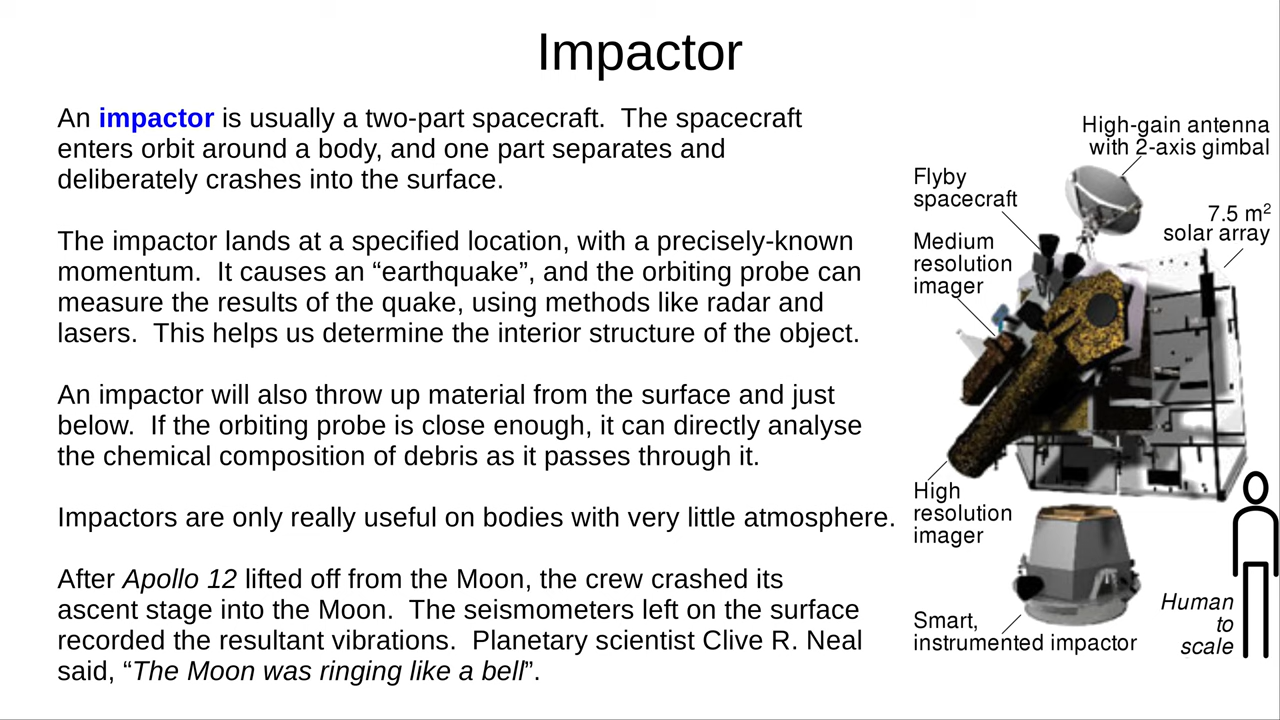 Impactor
An impactor is usually a two-part spacecraft.  The spacecraft
enters orbit around a body, and one part separates and
deliberately crashes into the surface.
The impactor lands at a specified location, with a precisely-known
momentum.  It causes an “earthquake”, and the orbiting probe can
measure the results of the quake, using methods like radar and
lasers.  This helps us determine the interior structure of the object.
An impactor will also throw up material from the surface and just
below.  If the orbiting probe is close enough, it can directly analyse
the chemical composition of debris as it passes through it.
Impactors are only really useful on bodies with very little atmosphere.
After Apollo 12 lifted off from the Moon, the crew crashed its
ascent stage into the Moon.  The seismometers left on the surface
recorded the resultant vibrations.  Planetary scientist Clive R. Neal
said, “The Moon was ringing like a bell”.
High-gain antenna
with 2-axis gimbal
Flyby
spacecraft
7.5 m²
solar array
Medium
resolution
imager
High
resolution
imager
Smart,
instrumented impactor
Human
to
scale